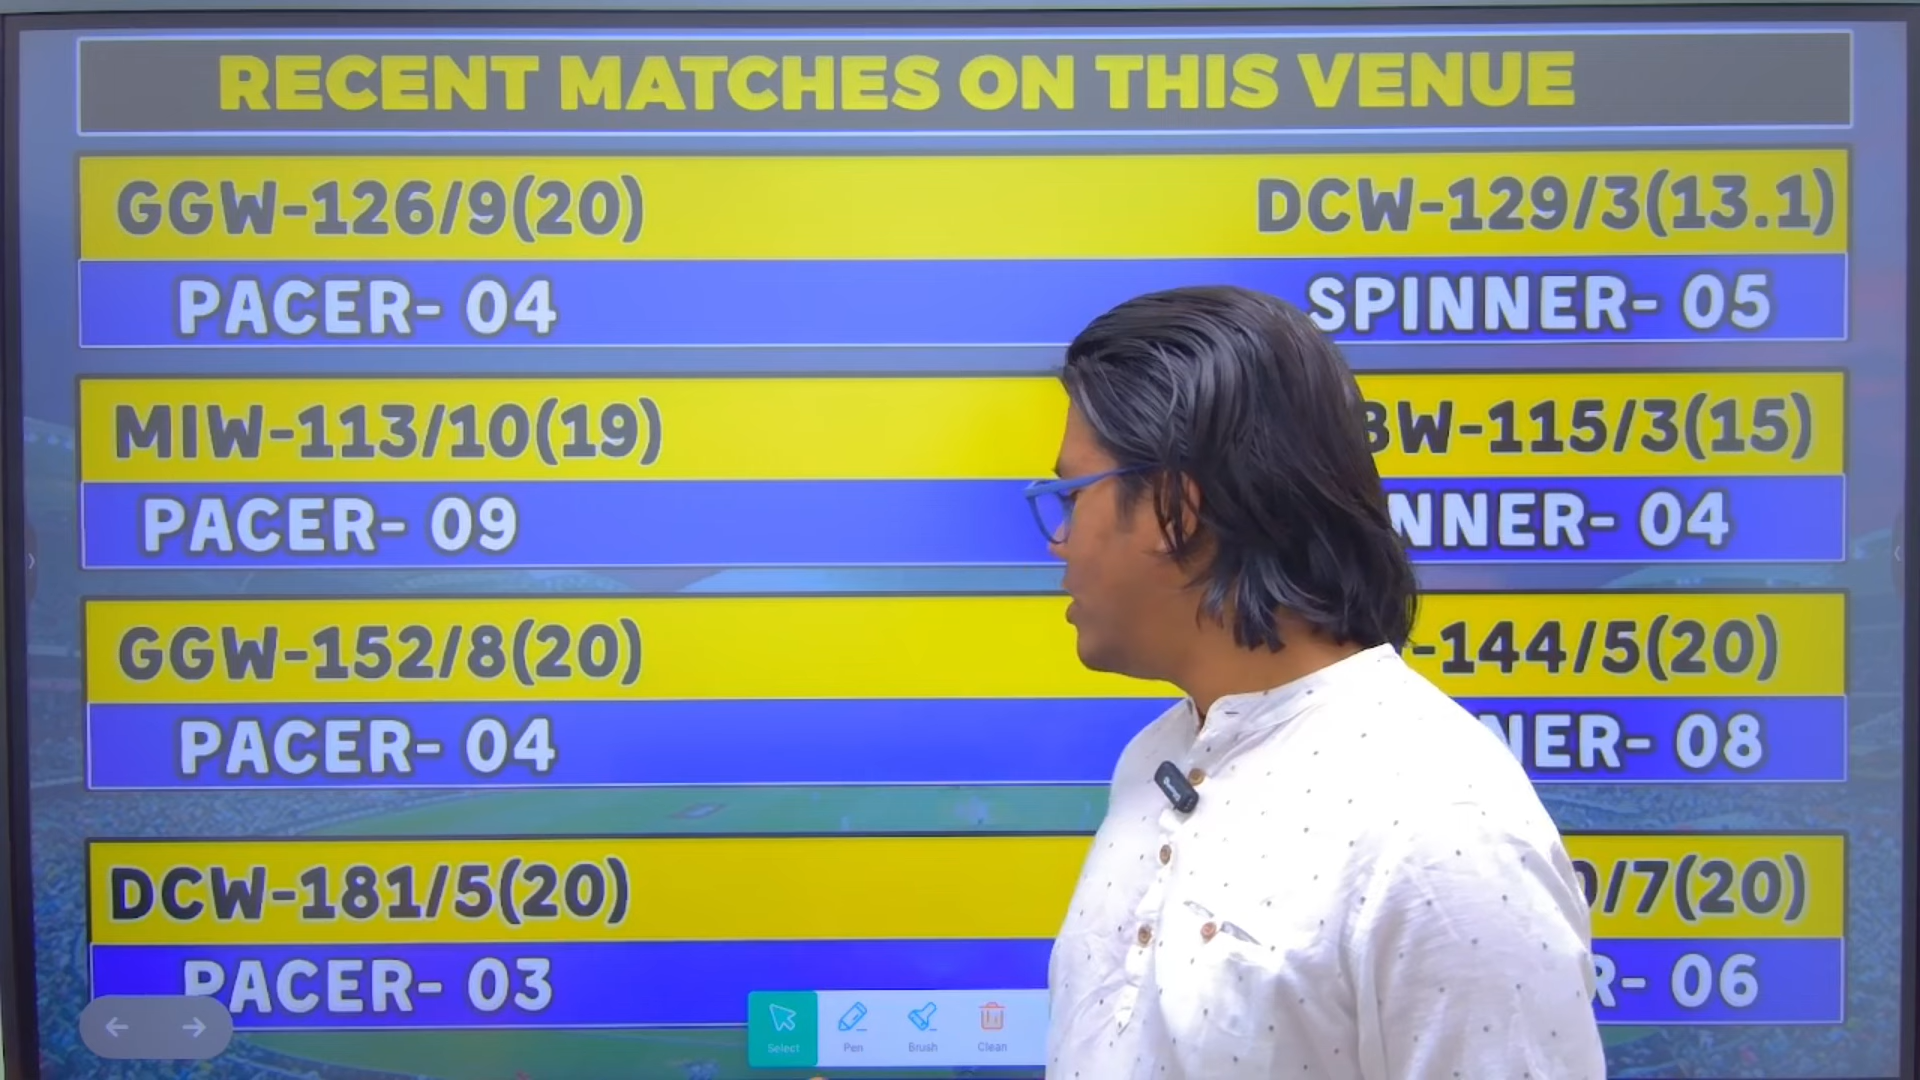 RECENT MATCHES ON THIS VENUE
GGW-126/9(20) DCW-129/3(13.1)
PACER- 04 SPINNER- 05
MIW-113/10(19) BW-115/3(15)
PACER- 09 NNER- 04
GGW-152/8(20) -144/5(20)
PACER- 04 NER- 08
DCW-181/5(20) /7(20)
PACER- 03 R- 06
Select Pen Brush Clean